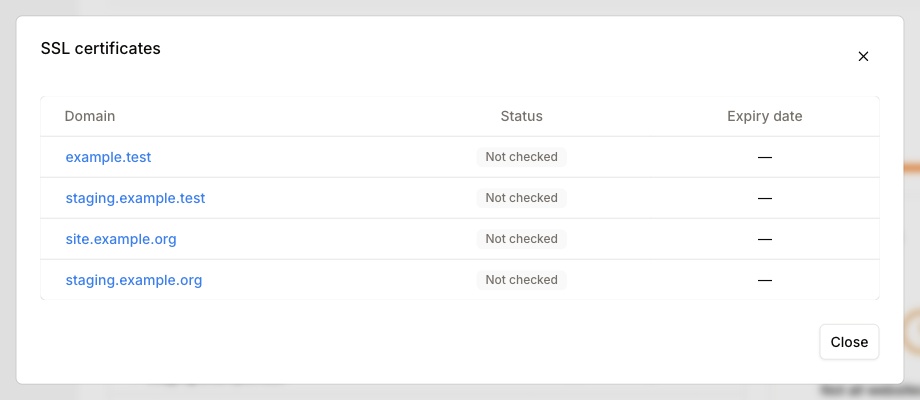 SSL certificates
Domain Status Expiry date
example.test Not checked —
staging.example.test Not checked —
site.example.org Not checked —
staging.example.org Not checked —
Close